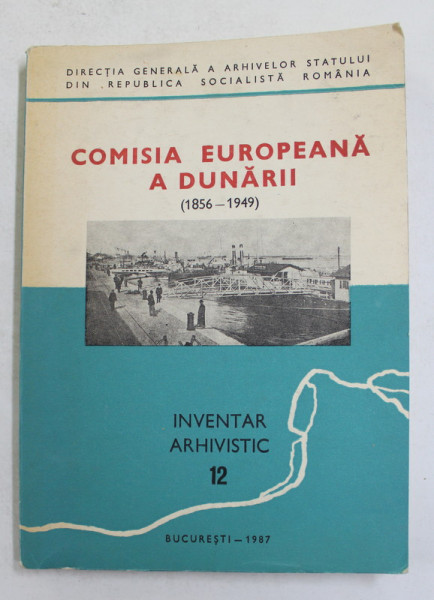 DIRECȚIA GENERALĂ A ARHIVELOR STATULUI
DIN REPUBLICA SOCIALISTĂ ROMÂNIA
COMISIA EUROPEANĂ
A DUNĂRII
(1856 — 1949)
INVENTAR
ARHIVISTIC
12
BUCUREȘTI — 1987